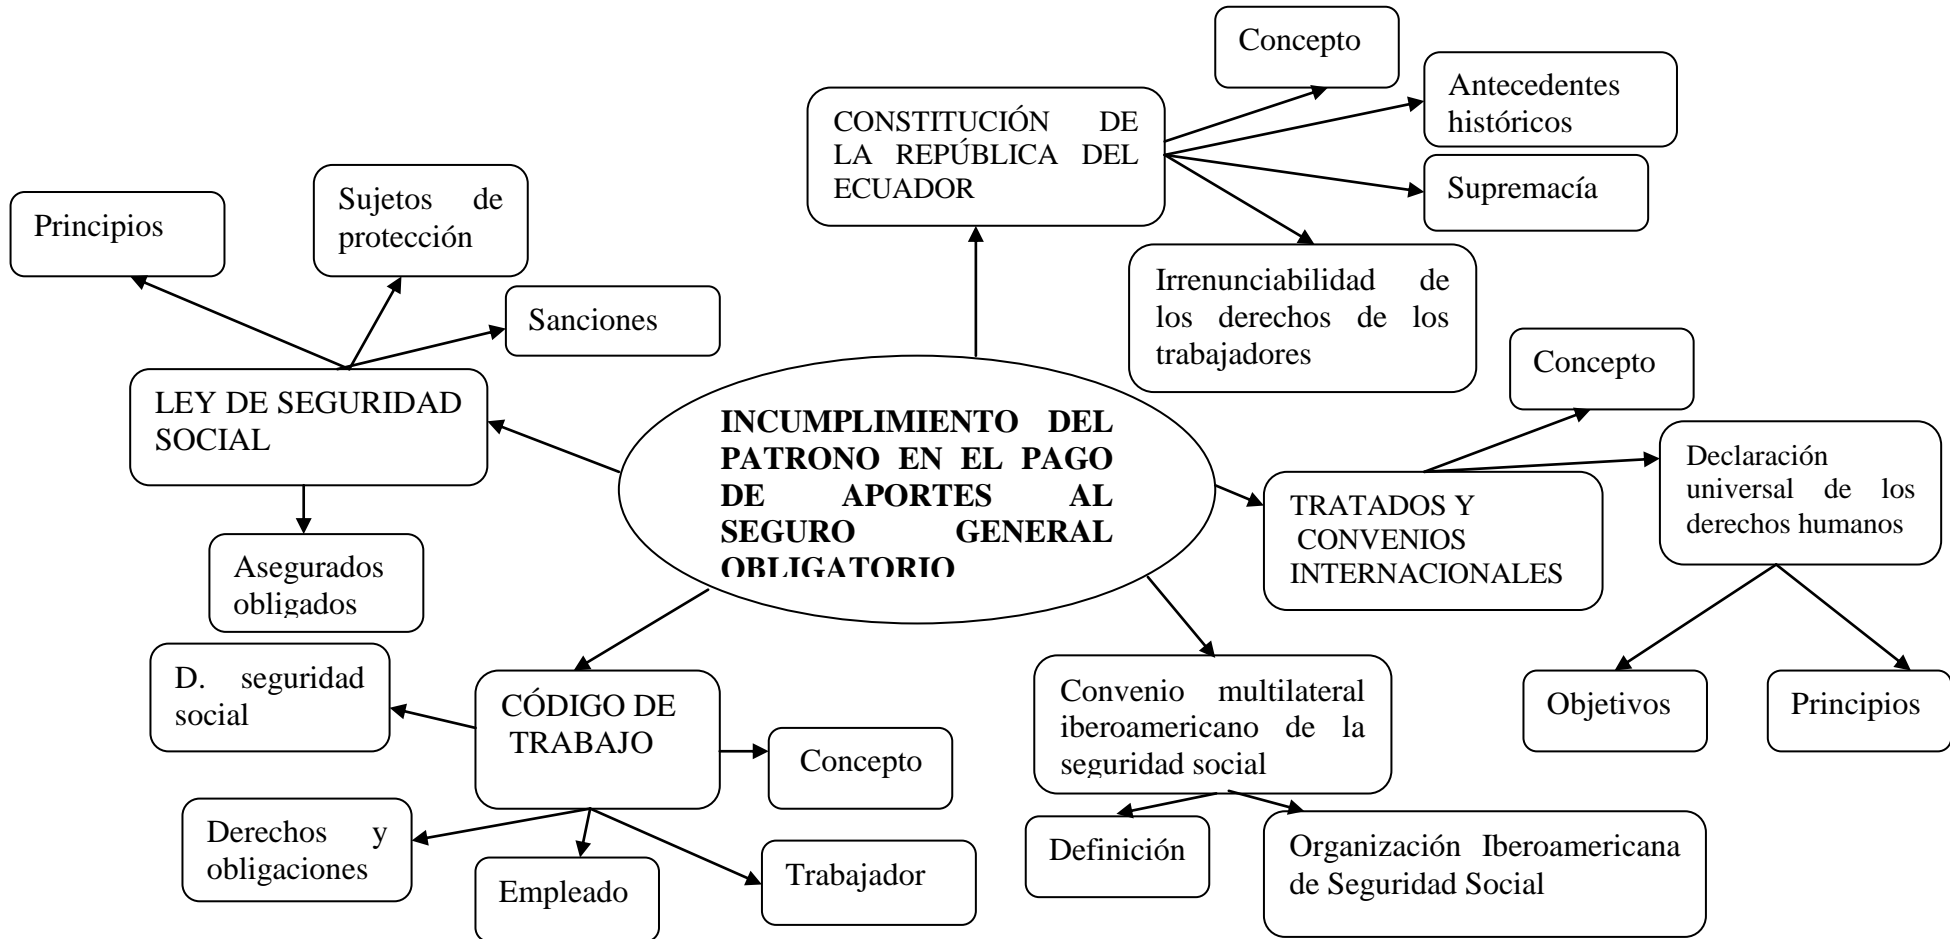 Concepto
Antecedentes
históricos
CONSTITUCIÓN DE
LA REPÚBLICA DEL
ECUADOR
Supremacía
Sujetos de
protección
Principios
Irrenunciabilidad de
los derechos de los
trabajadores
Sanciones
Concepto
LEY DE SEGURIDAD
SOCIAL
INCUMPLIMIENTO DEL
PATRONO EN EL PAGO
DE APORTES AL
SEGURO GENERAL
OBLIGATORIO
Declaración
universal de los
derechos humanos
TRATADOS Y
CONVENIOS
INTERNACIONALES
Asegurados
obligados
D. seguridad
social
CÓDIGO DE
TRABAJO
Convenio multilateral
iberoamericano de la
seguridad social
Objetivos
Principios
Concepto
Derechos y
obligaciones
Empleado
Trabajador
Definición
Organización Iberoamericana
de Seguridad Social